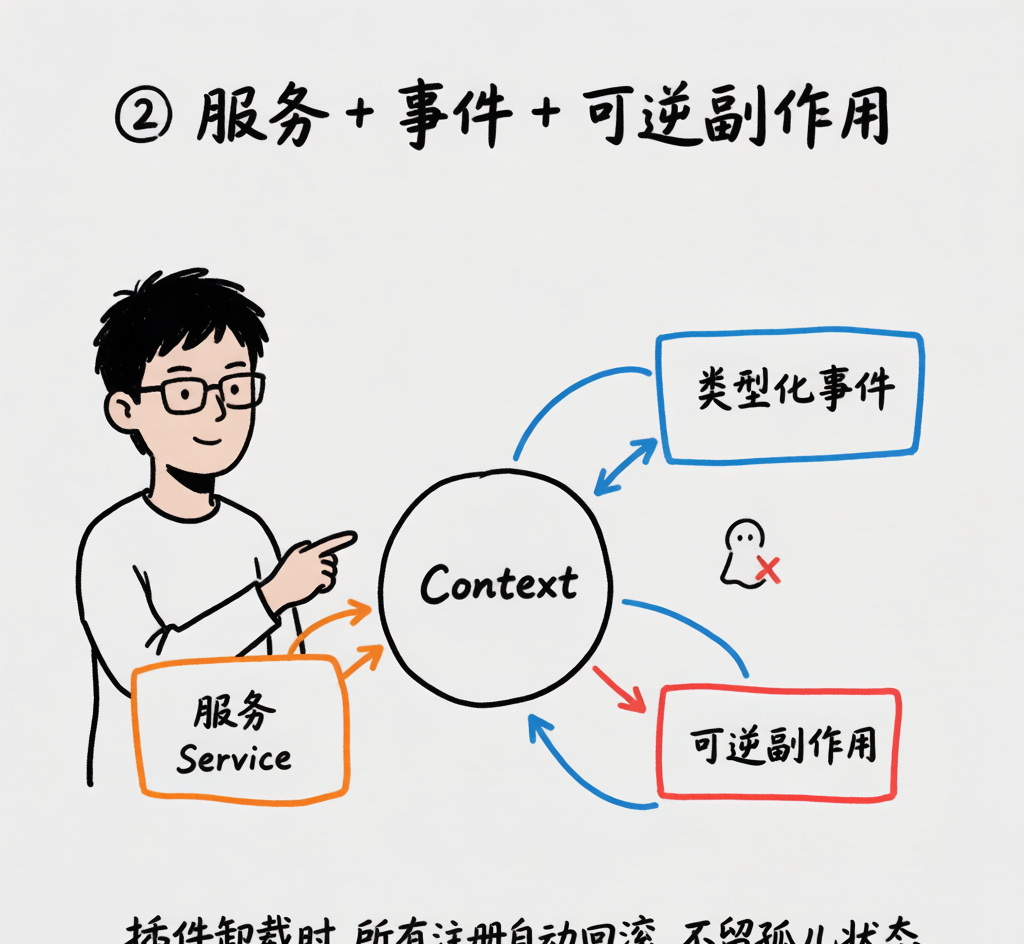 ② 服务 + 事件 + 可逆副作用
类型化事件
Context
服务
Service
可逆副作用
插件卸载时 所有注册自动回滚 不留孤儿状态